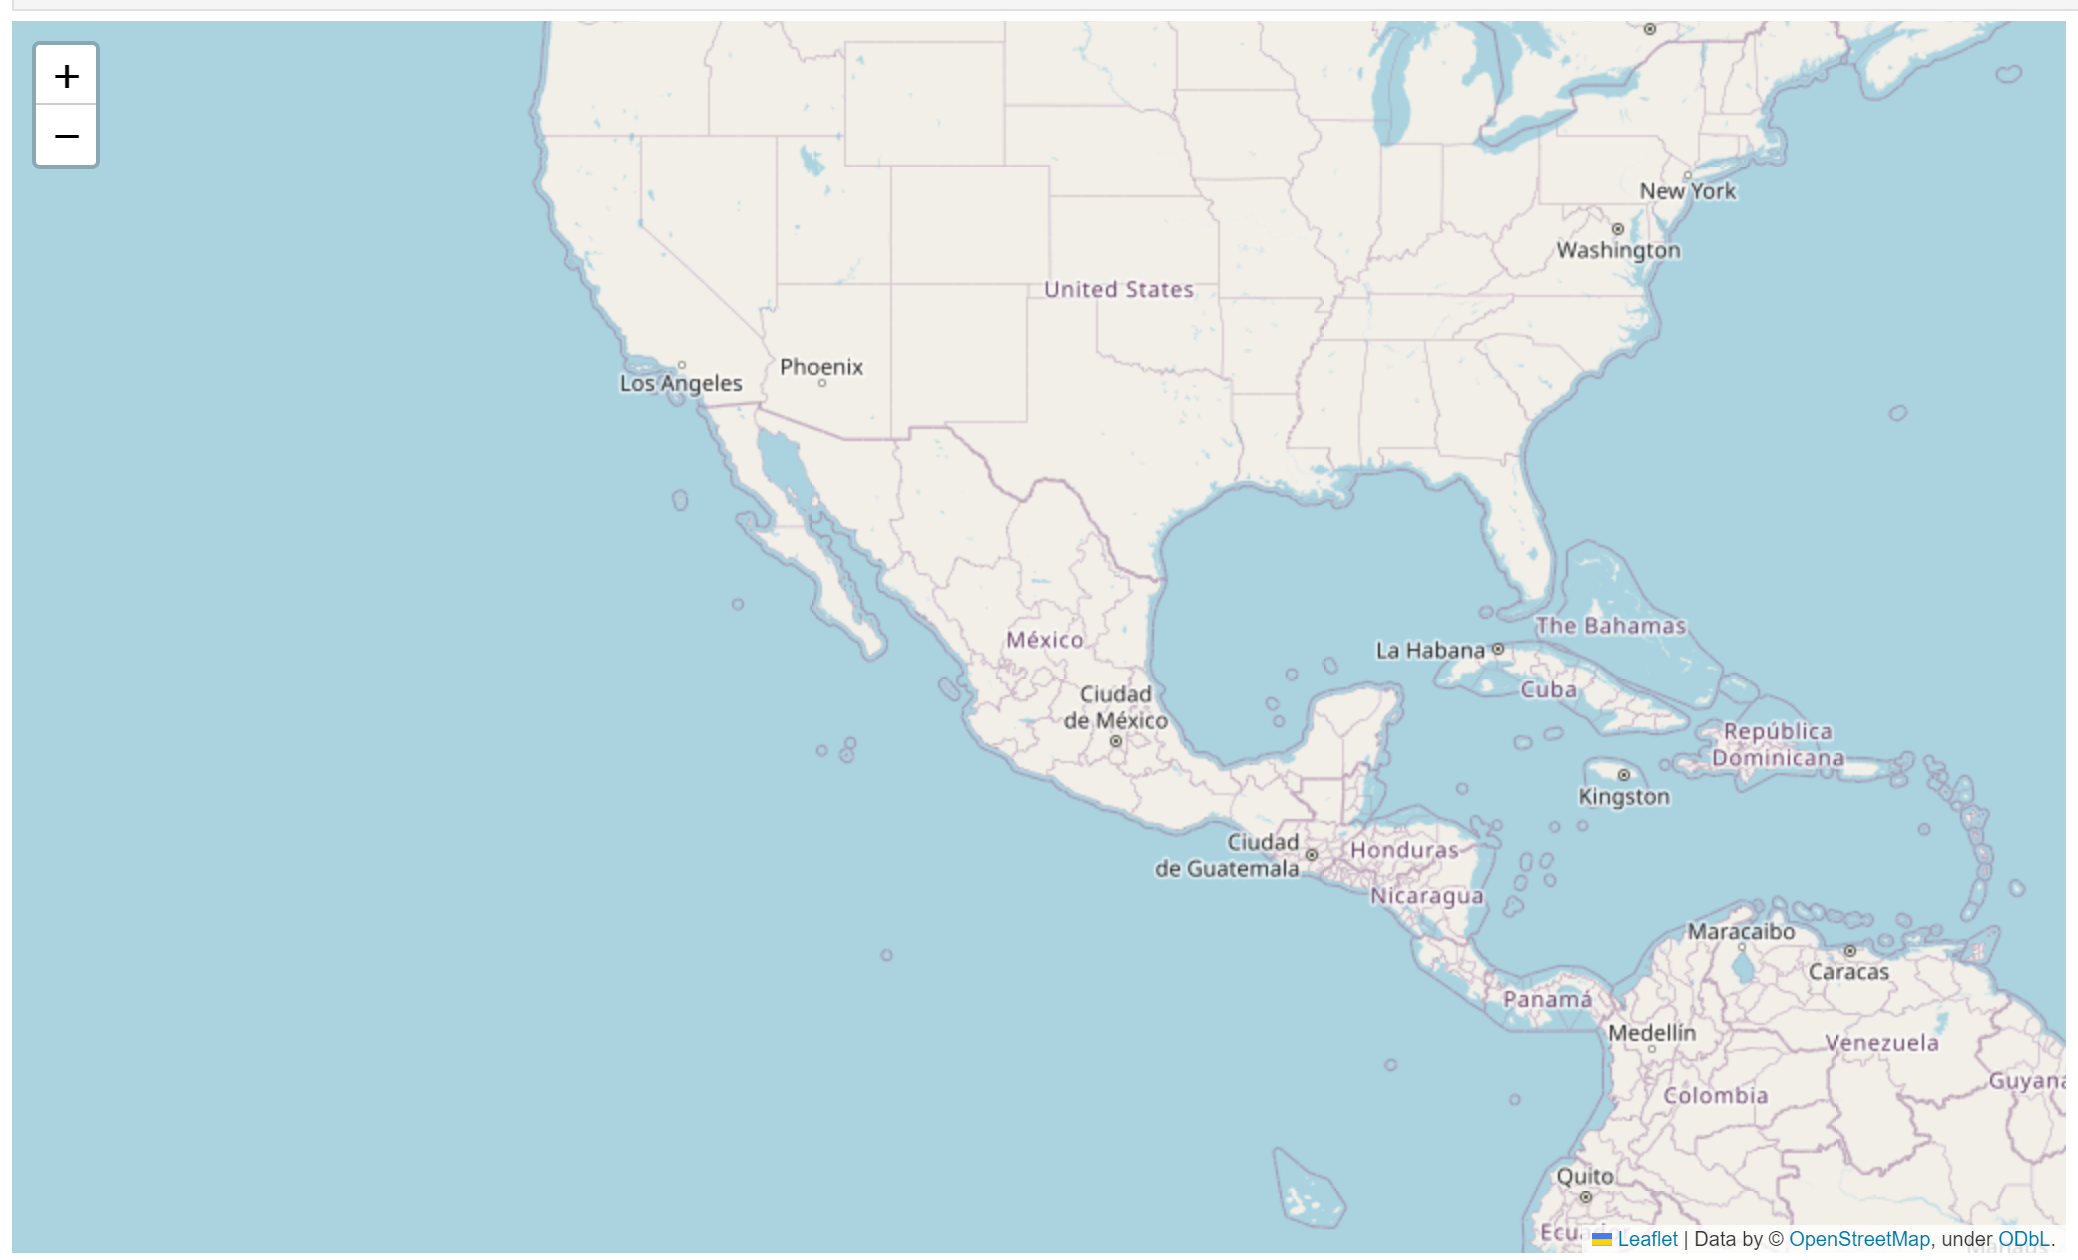 +
−
New York
Washington
United States
Phoenix
Los Angeles
The Bahamas
México
La Habana
Cuba
Ciudad
de México
República
Dominicana
Kingston
Ciudad
de Guatemala
Honduras
Nicaragua
Maracaibo
Caracas
Panamá
Medellín
Venezuela
Guyana
Colombia
Quito
Leaflet | Data by © OpenStreetMap, under ODbL.